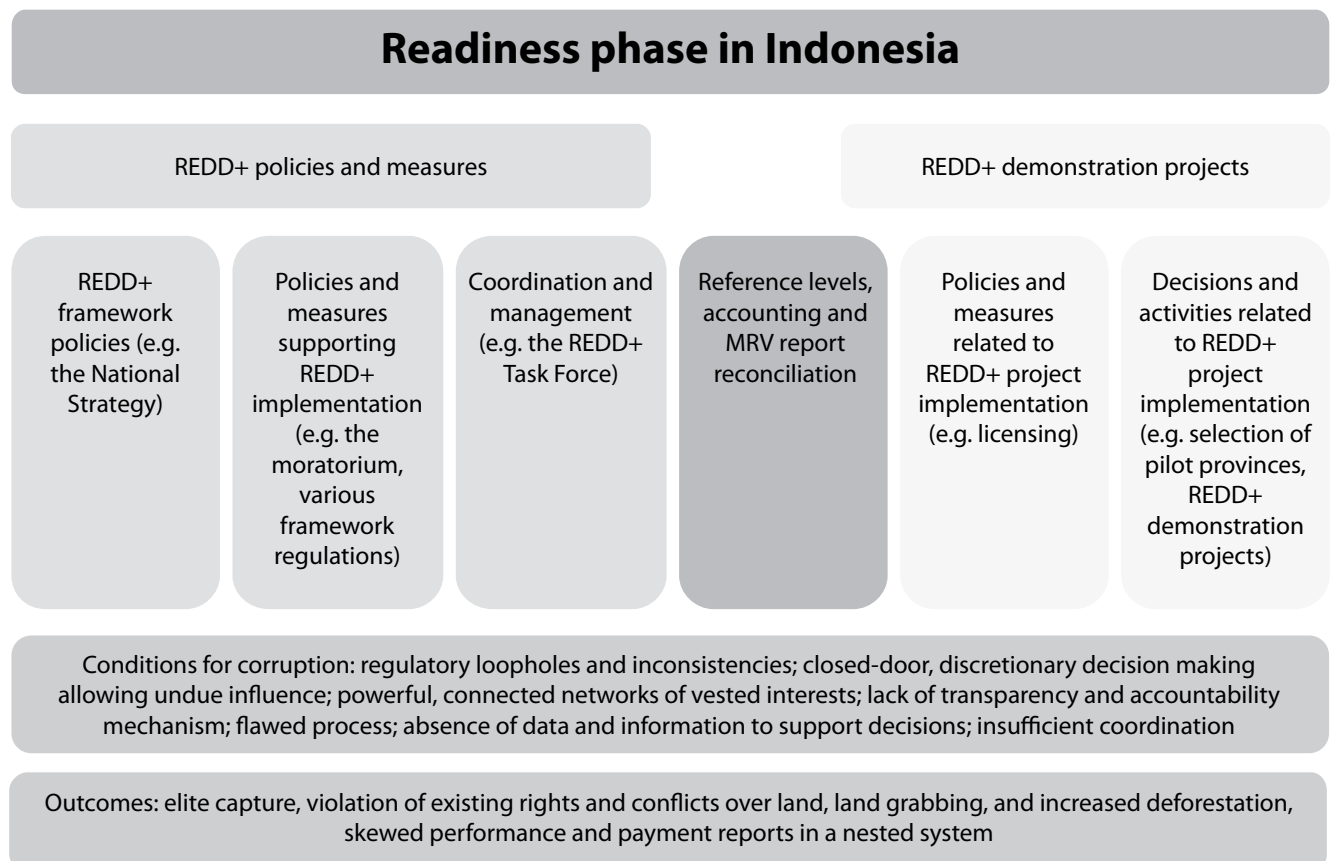 Readiness phase in Indonesia
REDD+ policies and measures
REDD+ demonstration projects
REDD+
framework
policies (e.g.
the National
Strategy)
Policies and
measures
supporting
REDD+
implementation
(e.g. the
moratorium,
various
framework
regulations)
Coordination and
management
(e.g. the REDD+
Task Force)
Reference levels,
accounting and
MRV report
reconciliation
Policies and
measures
related to
REDD+ project
implementation
(e.g. licensing)
Decisions and
activities related
to REDD+
project
implementation
(e.g. selection of
pilot provinces,
REDD+
demonstration
projects)
Conditions for corruption: regulatory loopholes and inconsistencies; closed-door, discretionary decision making
allowing undue influence; powerful, connected networks of vested interests; lack of transparency and accountability
mechanism; flawed process; absence of data and information to support decisions; insufficient coordination
Outcomes: elite capture, violation of existing rights and conflicts over land, land grabbing, and increased deforestation,
skewed performance and payment reports in a nested system